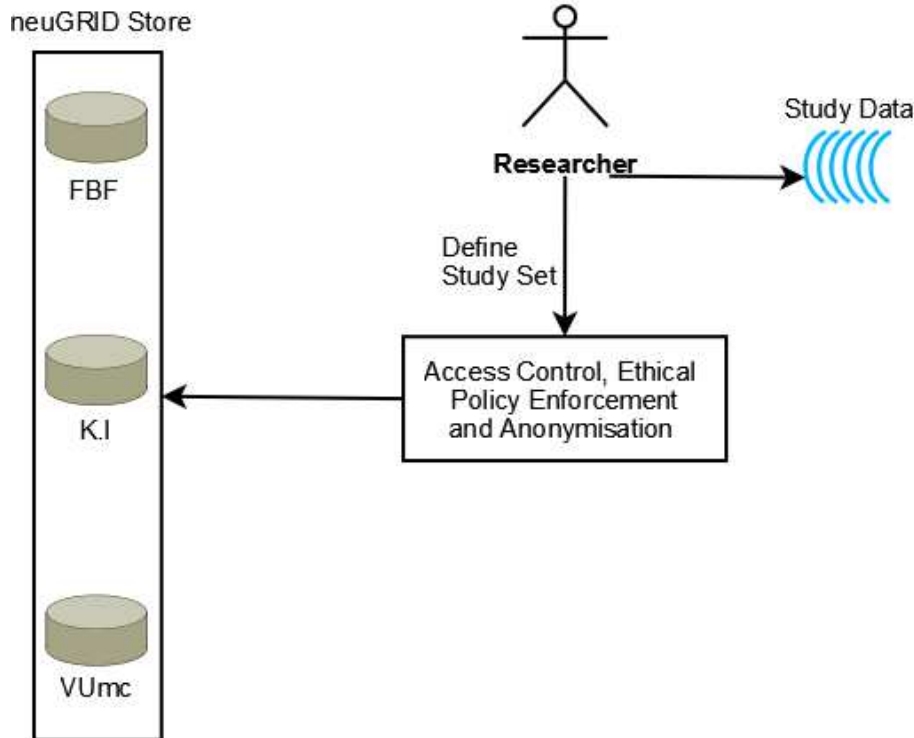 neuGRID Store
FBF
K.I
VUmc
Researcher
Study Data
Define
Study Set
Access Control, Ethical
Policy Enforcement
and Anonymisation